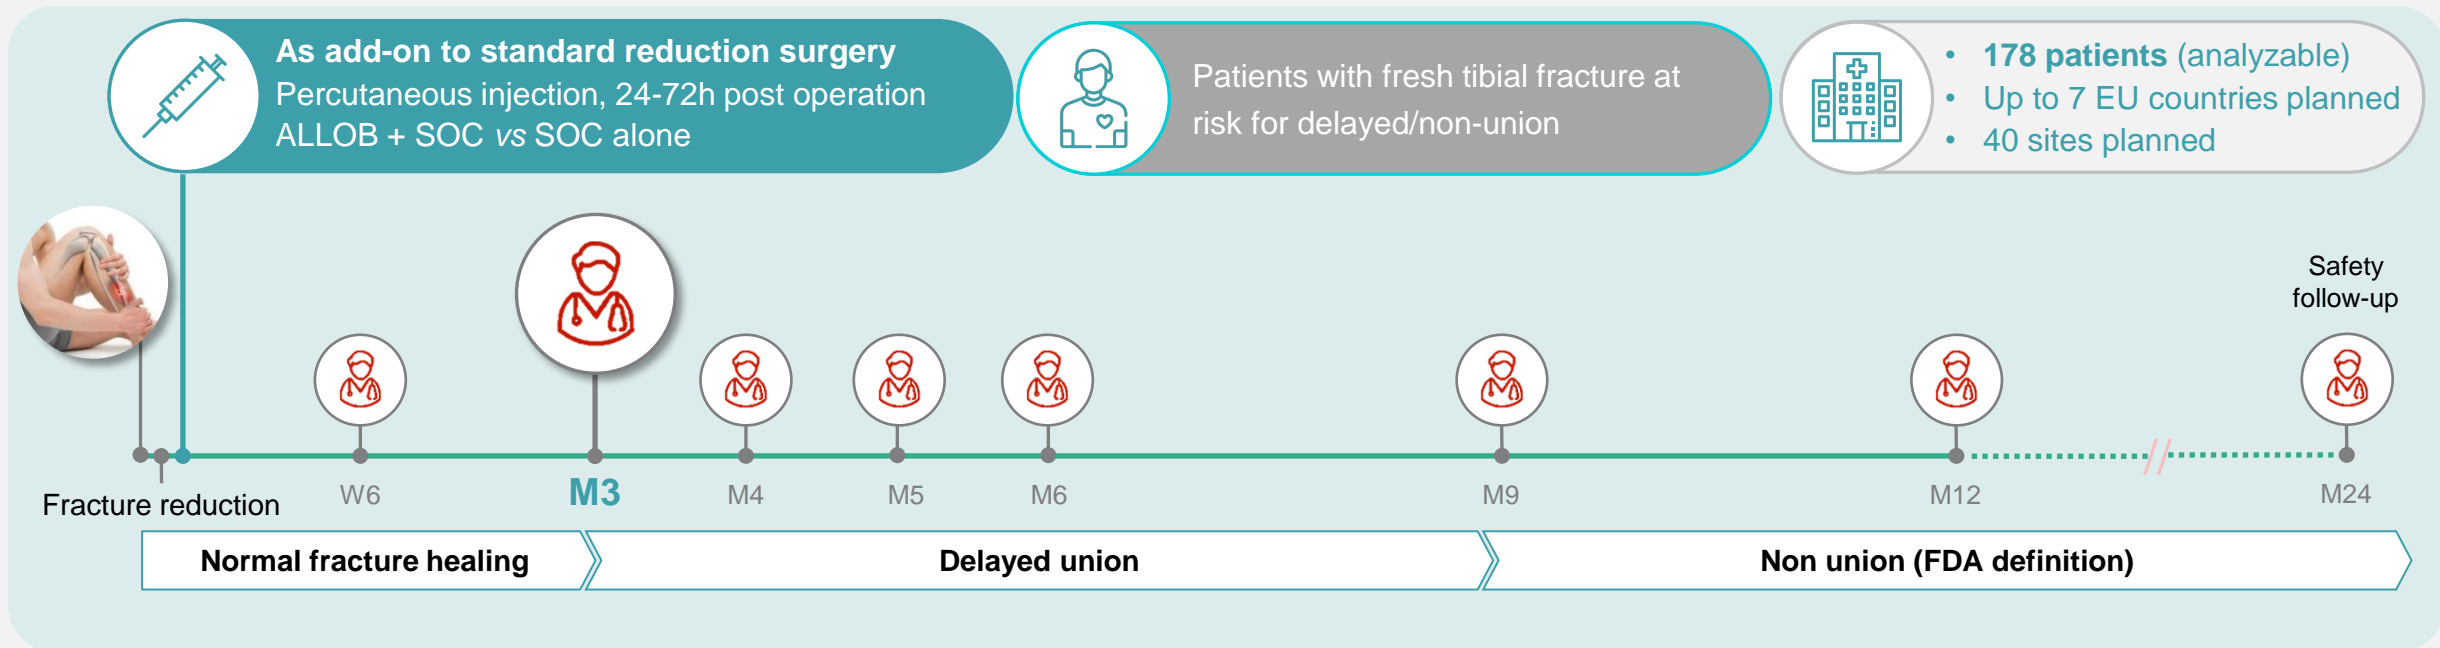 As add-on to standard reduction surgery
Percutaneous injection, 24-72h post operation
ALLOB + SOC vs SOC alone
Patients with fresh tibial fracture at
risk for delayed/non-union
• 178 patients (analyzable)
• Up to 7 EU countries planned
• 40 sites planned
Safety
follow-up
Fracture reduction
W6
M3
M4
M5
M6
M9
M12
M24
Normal fracture healing
Delayed union
Non union (FDA definition)